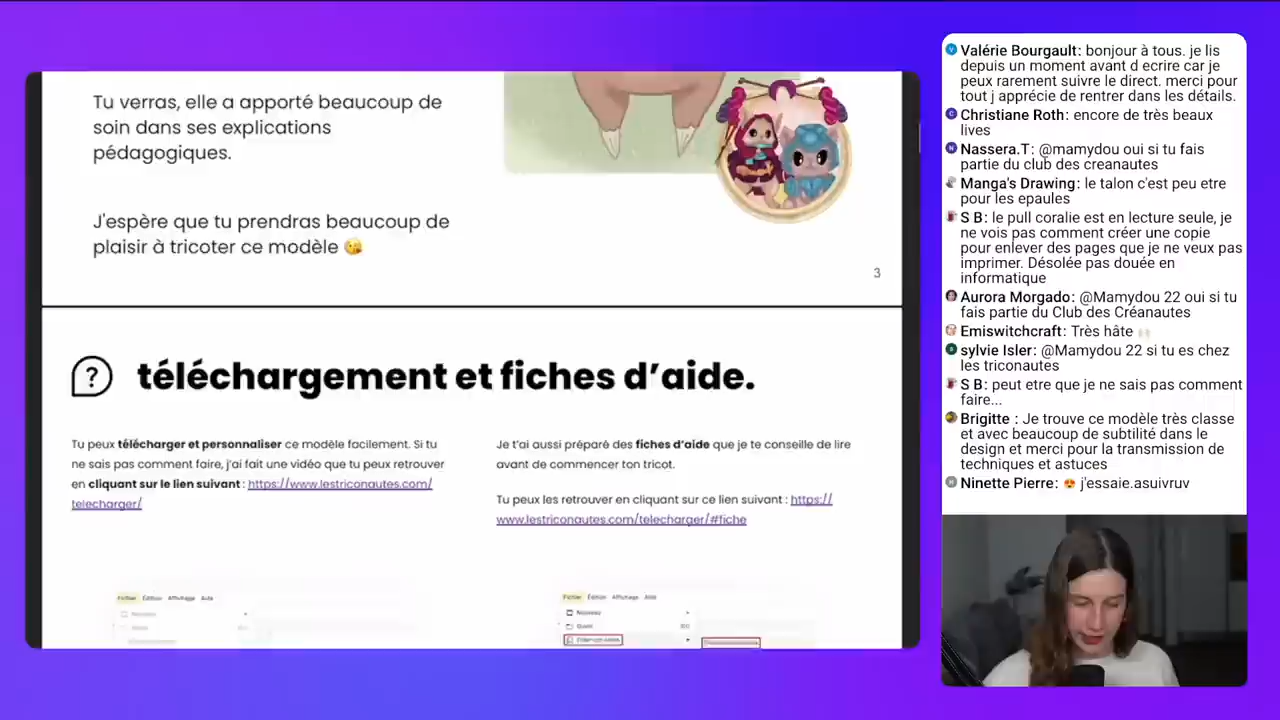 Tu verras, elle a apporté beaucoup de
soin dans ses explications
pédagogiques.
J'espère que tu prendras beaucoup de
plaisir à tricoter ce modèle 😘
3
téléchargement et fiches d'aide.
Tu peux télécharger et personnaliser ce modèle facilement. Si tu
ne sais pas comment faire, j'ai fait une vidéo que tu peux retrouver
en cliquant sur le lien suivant : https://www.lestriconautes.com/
telecharger/
Je t'ai aussi préparé des fiches d'aide que je te conseille de lire
avant de commencer ton tricot.
Tu peux les retrouver en cliquant sur ce lien suivant : https://
www.lestriconautes.com/telecharger/#fiche
Fichier Édition Affichage Aide
Fichier Édition Affichage Aide
Nouveau
Ouvrir
Valérie Bourgault: bonjour à tous. je lis
depuis un moment avant d ecrire car je
peux rarement suivre le direct. merci pour
tout j apprécie de rentrer dans les détails.
Christiane Roth: encore de très beaux
lives
Nassera.T: @mamydou oui si tu fais
partie du club des creanautes
Manga's Drawing: le talon c'est peu etre
pour les epaules
S B: le pull coralie est en lecture seule, je
ne vois pas comment créer une copie
pour enlever des pages que je ne veux pas
imprimer. Désolée pas douée en
informatique
Aurora Morgado: @Mamydou 22 oui si tu
fais partie du Club des Créanautes
Emiswitchcraft: Très hâte 🙌🏻
sylvie Isler: @Mamydou 22 si tu es chez
les triconautes
S B: peut etre que je ne sais pas comment
faire...
Brigitte : Je trouve ce modèle très classe
et avec beaucoup de subtilité dans le
design et merci pour la transmission de
techniques et astuces
Ninette Pierre: 😍 j'essaie.asuivruv